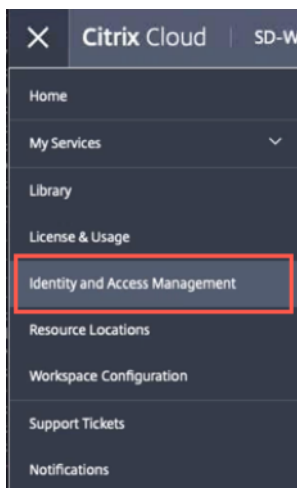 Citrix Cloud SD-W
Home
My Services
Library
License & Usage
Identity and Access Management
Resource Locations
Workspace Configuration
Support Tickets
Notifications